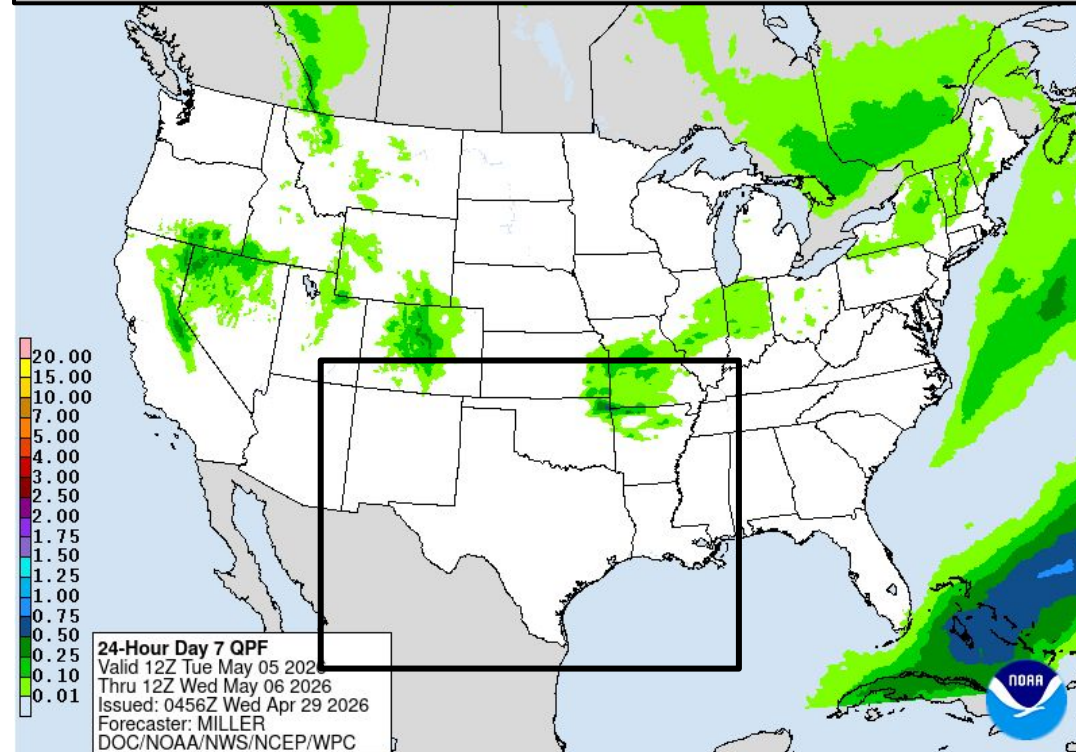 20.00
15.00
10.00
7.00
5.00
4.00
3.00
2.50
2.00
1.75
1.50
1.25
1.00
0.75
0.50
0.25
0.10
0.01
24-Hour Day 7 QPF
Valid 12Z Tue May 05 2026
Thru 12Z Wed May 06 2026
Issued: 0456Z Wed Apr 29 2026
Forecaster: MILLER
DOC/NOAA/NWS/NCEP/WPC
NOAA